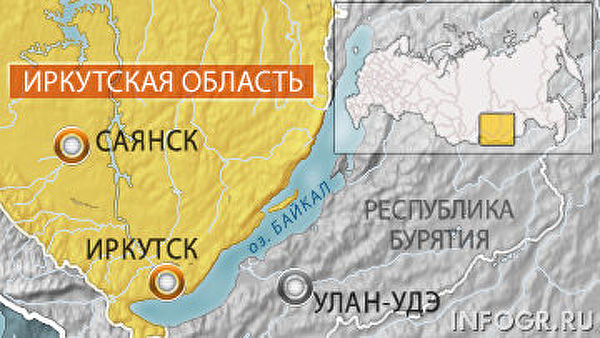 ИРКУТСКАЯ ОБЛАСТЬ
САЯНСК
ИРКУТСК
оз. БАЙКАЛ
РЕСПУБЛИКА
БУРЯТИЯ
УЛАН-УДЭ
INFOGR.RU